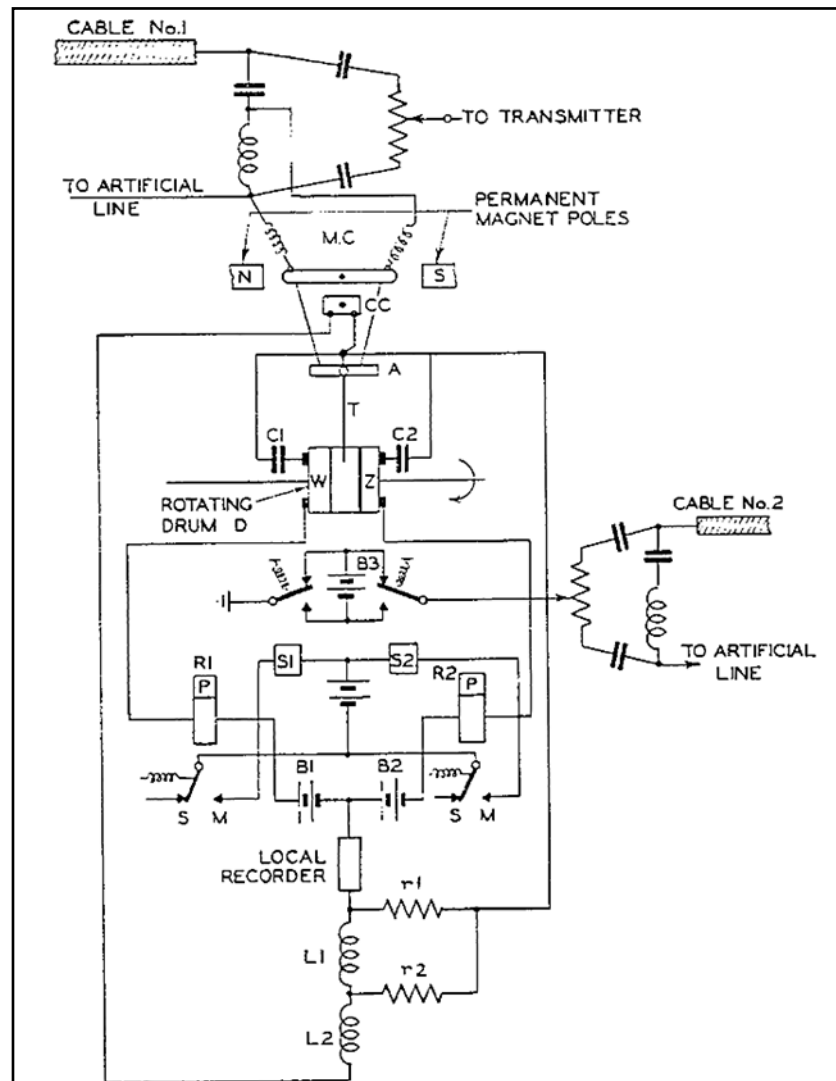 CABLE No.1
TO TRANSMITTER
TO ARTIFICIAL
LINE
PERMANENT
MAGNET POLES
M.C
N
S
CC
A
T
C1
C2
W
Z
ROTATING
DRUM D
CABLE No.2
B3
TO ARTIFICIAL
LINE
S1
S2
R1
R2
P
P
B1
B2
S
M
S
M
LOCAL
RECORDER
r1
L1
r2
L2